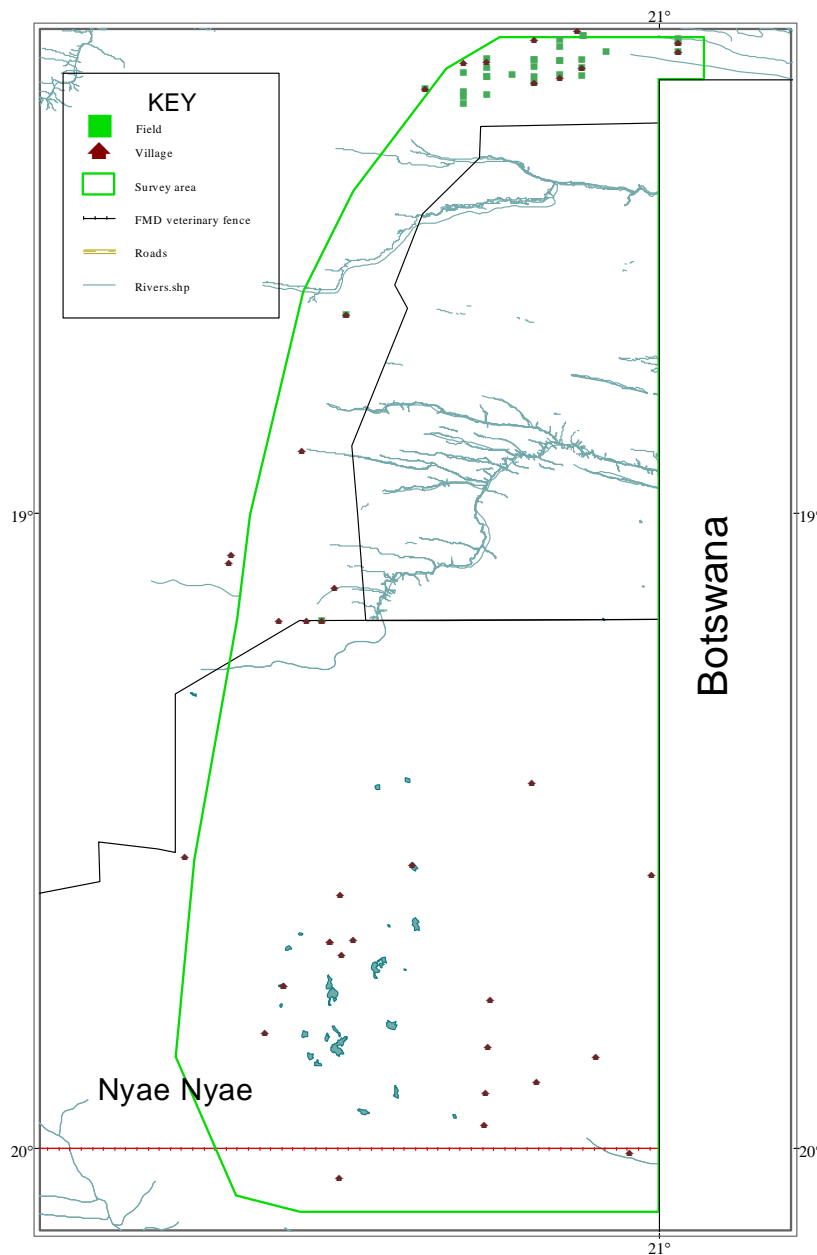 21°
KEY
Field
Village
Survey area
FMD veterinary fence
Roads
Rivers.shp
19°
19°
Botswana
Nyae Nyae
20°
20°
21°